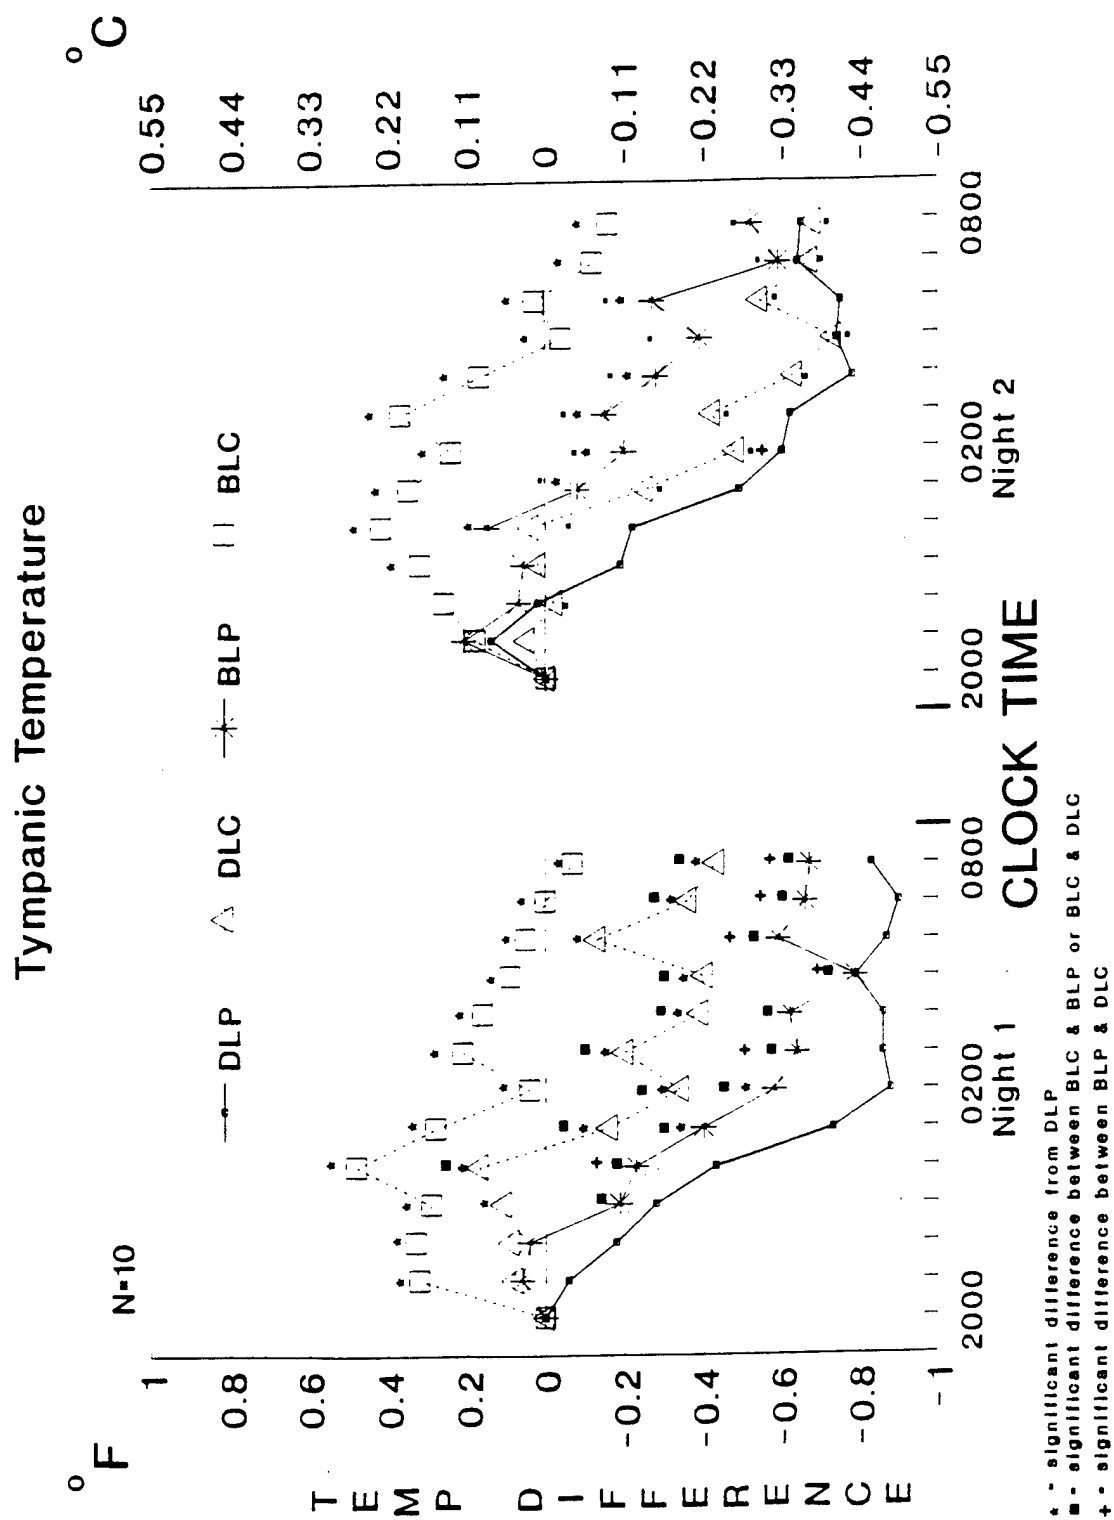 Tympanic Temperature
°F
°C
N=10
DLP
DLC
BLP
BLC
TEMP DIFFERENCE
1
0.8
0.6
0.4
0.2
0
-0.2
-0.4
-0.6
-0.8
-1
0.55
0.44
0.33
0.22
0.11
0
-0.11
-0.22
-0.33
-0.44
-0.55
2000
0200
0800
2000
0200
0800
Night 1
Night 2
CLOCK TIME
* - significant difference from DLP
■ - significant difference between BLC & BLP or BLC & DLC
+ - significant difference between BLP & DLC